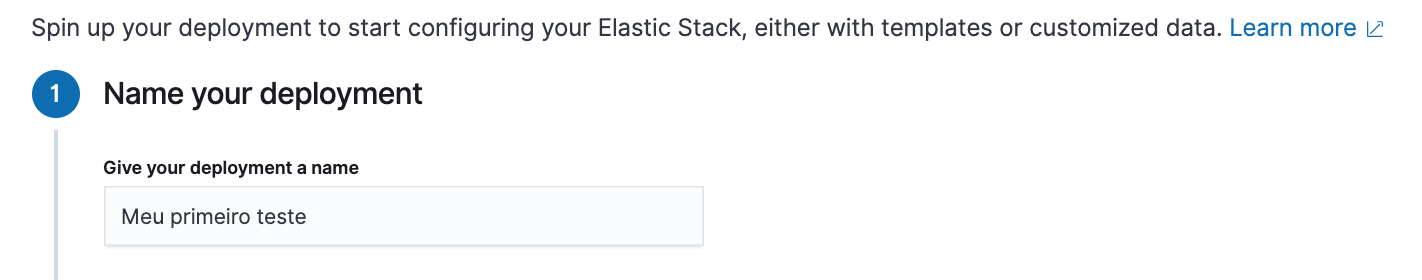 Spin up your deployment to start configuring your Elastic Stack, either with templates or customized data. Learn more
1 Name your deployment
Give your deployment a name
Meu primeiro teste